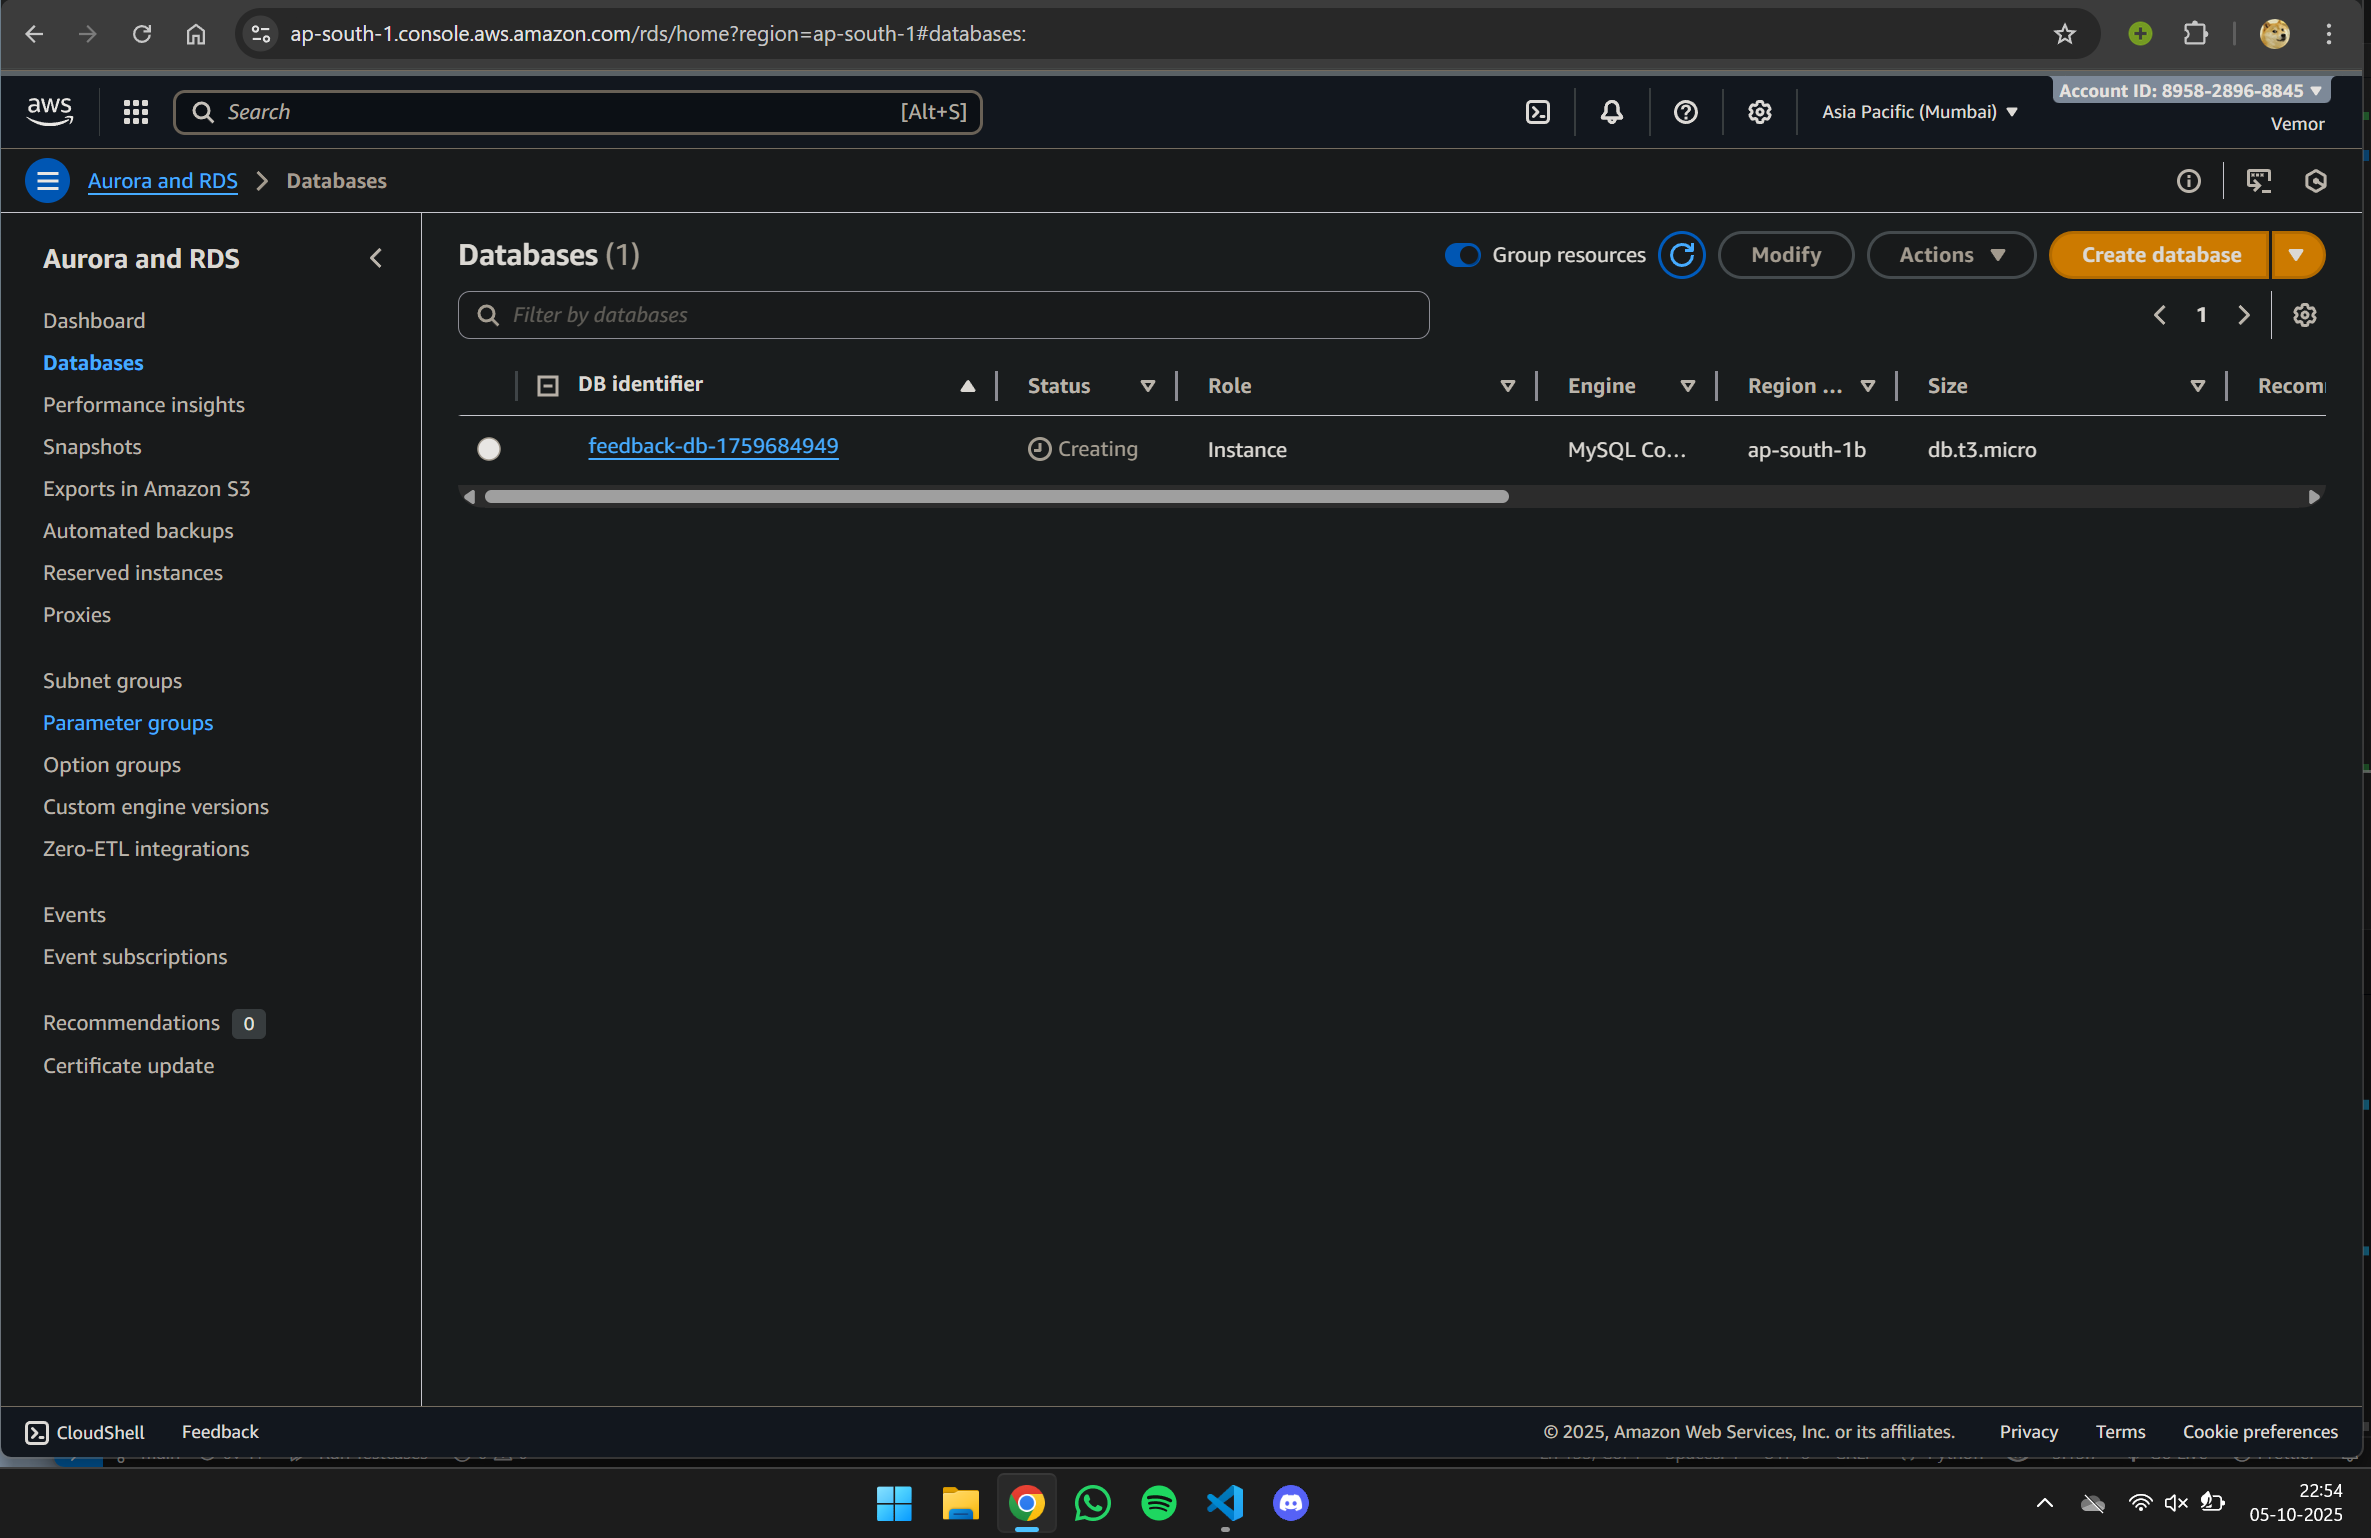 ap-south-1.console.aws.amazon.com/rds/home?region=ap-south-1#databases:
aws
Search
[Alt+S]
Asia Pacific (Mumbai)
Account ID: 8958-2896-8845
Vemor
Aurora and RDS
Databases
Aurora and RDS
Dashboard
Databases
Performance insights
Snapshots
Exports in Amazon S3
Automated backups
Reserved instances
Proxies
Subnet groups
Parameter groups
Option groups
Custom engine versions
Zero-ETL integrations
Events
Event subscriptions
Recommendations 0
Certificate update
Databases (1)
Group resources
Modify
Actions
Create database
Filter by databases
1
DB identifier Status Role Engine Region ... Size Recom
feedback-db-1759684949 Creating Instance MySQL Co... ap-south-1b db.t3.micro
CloudShell Feedback
© 2025, Amazon Web Services, Inc. or its affiliates. Privacy Terms Cookie preferences
22:54
05-10-2025